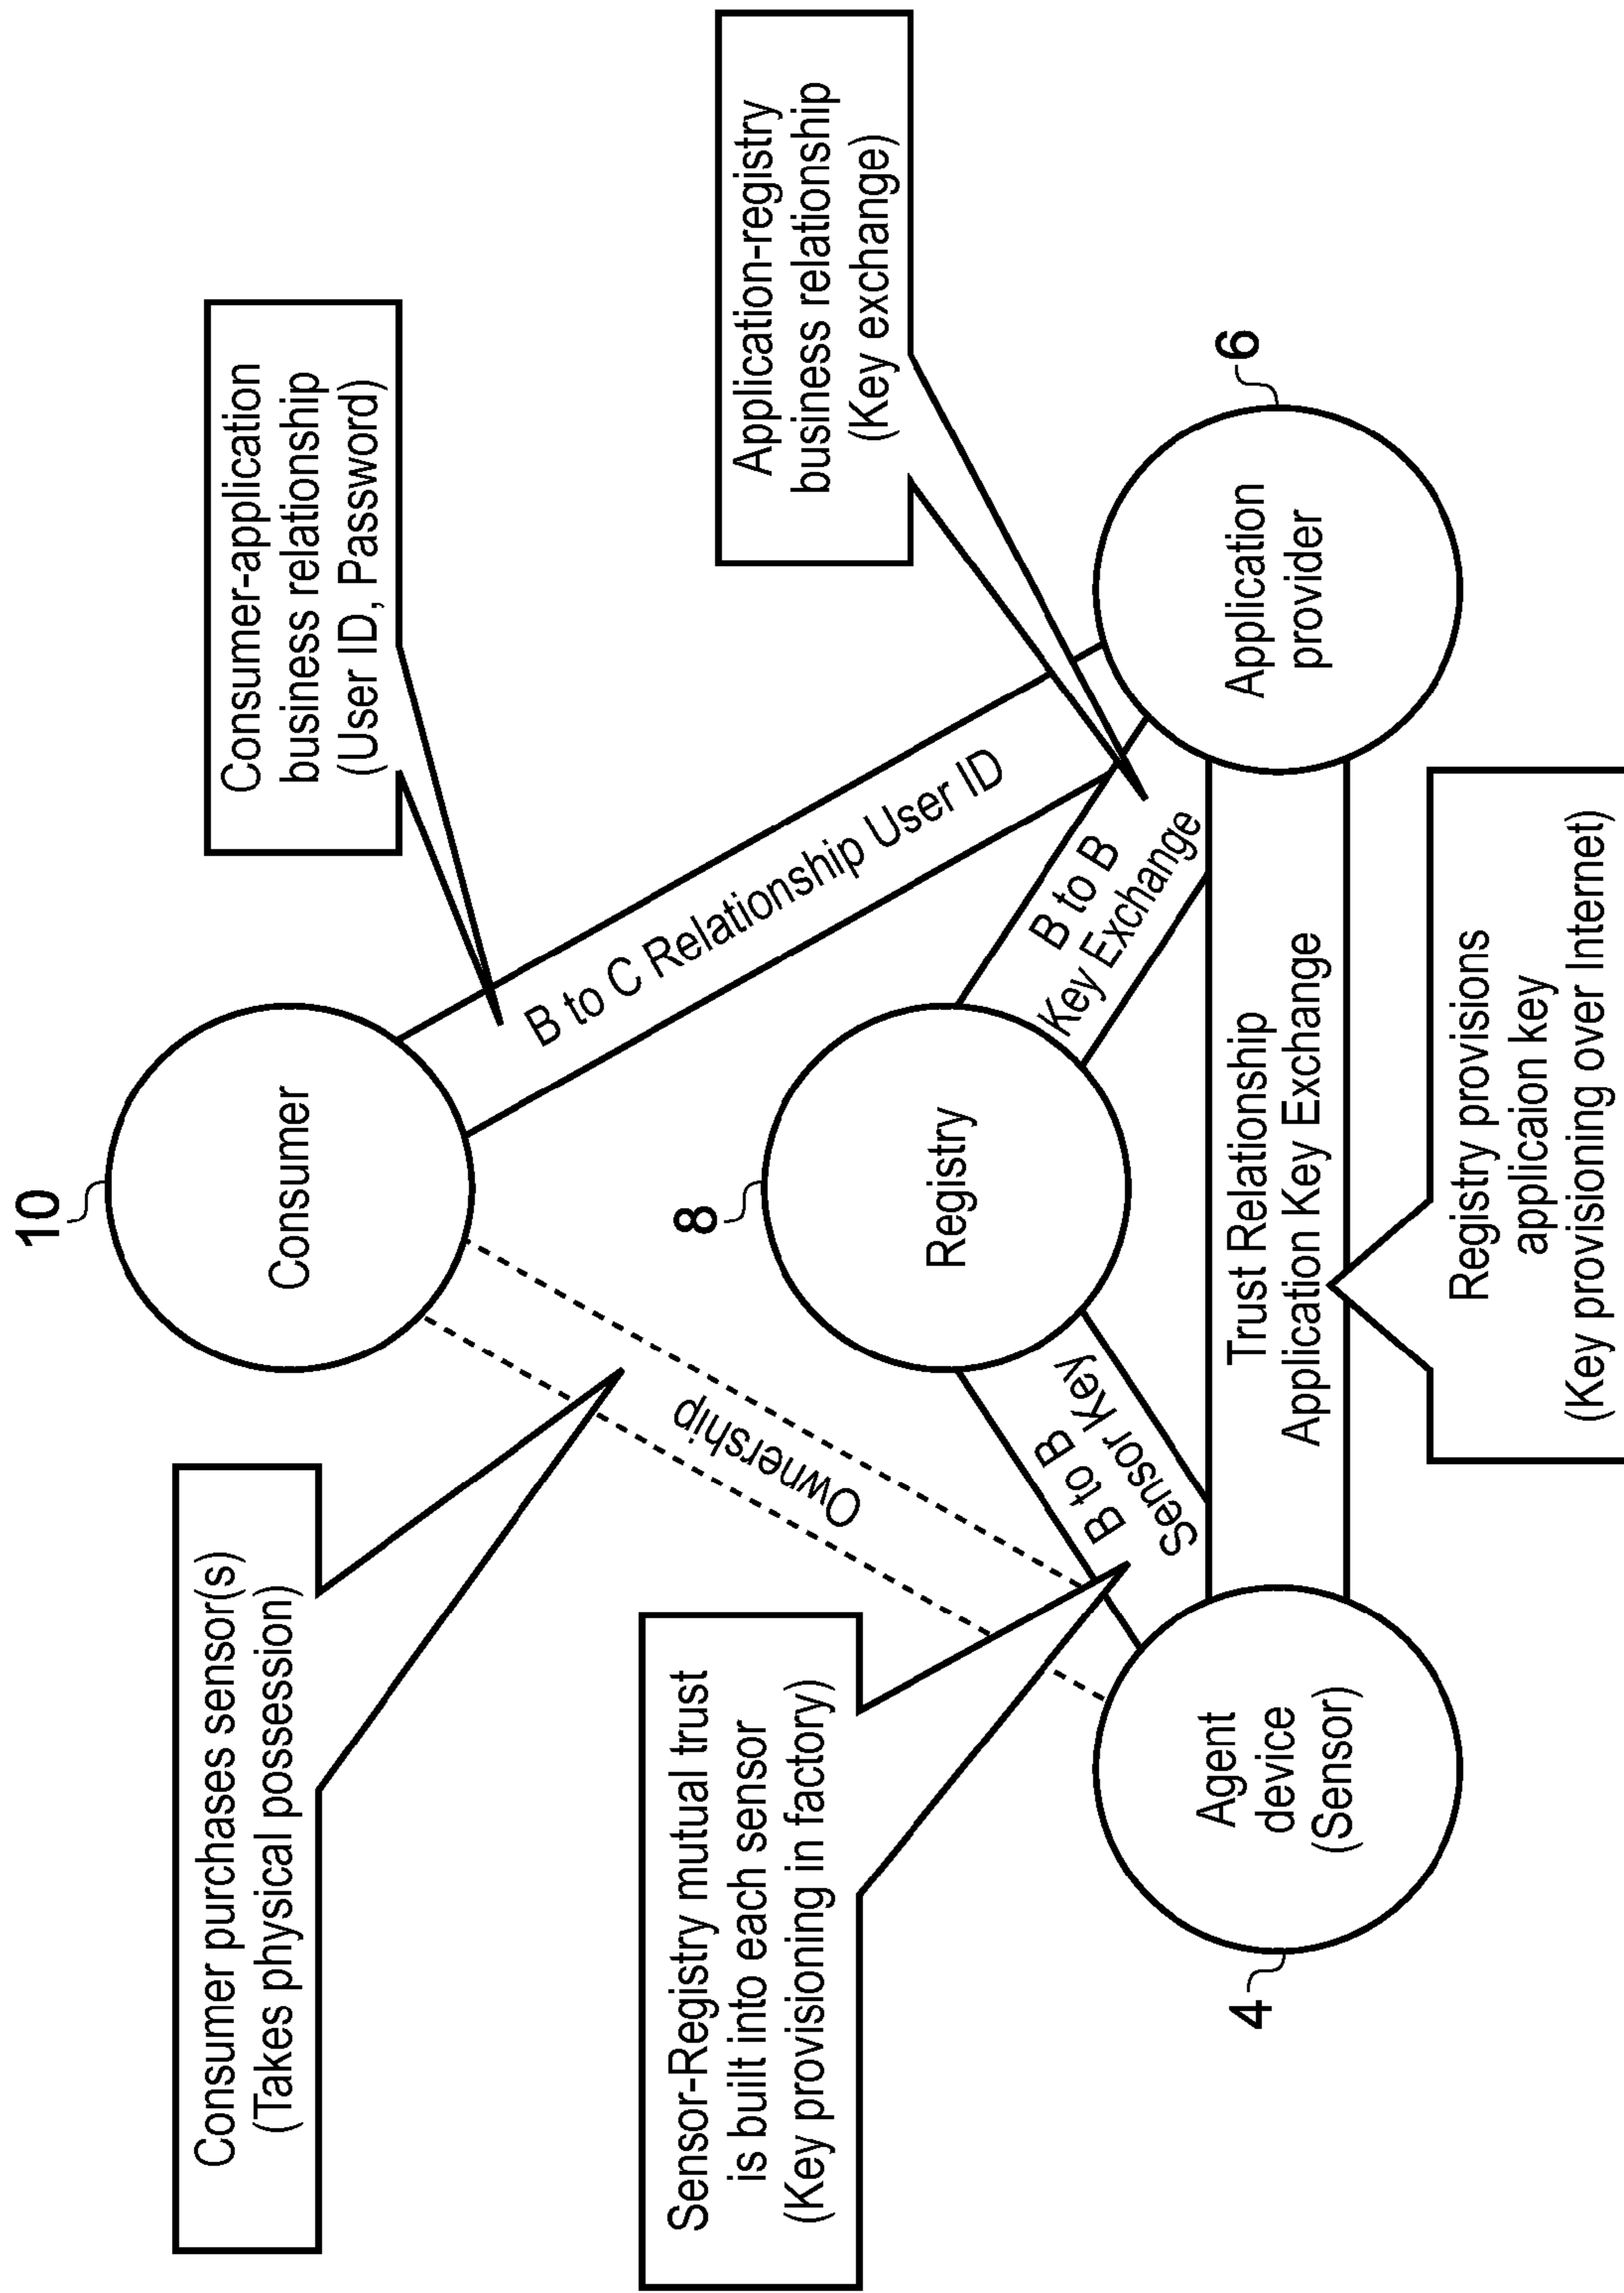 10
Consumer
Consumer purchases sensor(s)
(Takes physical possession)
Consumer-application
business relationship
(User ID, Password)
Ownership
B to C Relationship User ID
Sensor-Registry mutual trust
is built into each sensor
(Key provisioning in factory)
8
Registry
Application-registry
business relationship
(Key exchange)
B to B
Sensor Key
B to B
Key Exchange
4
Agent
device
(Sensor)
Trust Relationship
Application Key Exchange
6
Application
provider
Registry provisions
applicaion key
(Key provisioning over Internet)